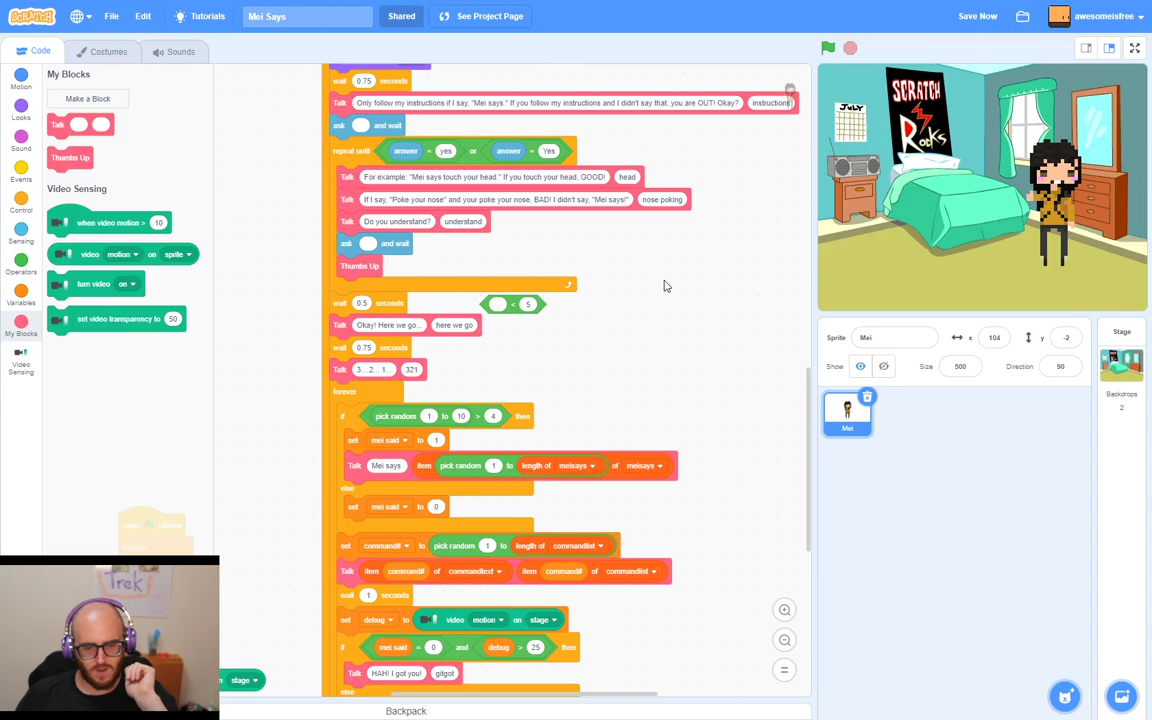 SCRATCH File Edit Tutorials Mei Says Shared See Project Page Save Now awesomeisfree
Code Costumes Sounds
Motion
Looks
Sound
Events
Control
Sensing
Operators
Variables
My Blocks
Video Sensing
My Blocks
Make a Block
Talk
Thumbs Up
Video Sensing
when video motion > 10
video motion on sprite
turn video on
set video transparency to 50
wait 0.75 seconds
Talk Only follow my instructions if I say, "Mei says." If you follow my instructions and I didn't say that, you are OUT! Okay? instructions
ask and wait
repeat until answer = yes or answer = Yes
Talk For example: "Mei says touch your head." If you touch your head, GOOD! head
Talk If I say, "Poke your nose" and your poke your nose, BAD! I didn't say, "Mei says!" nose poking
Talk Do you understand? understand
ask and wait
Thumbs Up
wait 0.5 seconds
< 5
Talk Okay! Here we go... here we go
wait 0.75 seconds
Talk 3... 2... 1... 321
forever
if pick random 1 to 10 > 4 then
set mei said to 1
Talk Mei says item pick random 1 to length of meisays of meisays
else
set mei said to 0
set command# to pick random 1 to length of commandlist
Talk item command# of commandtext item command# of commandlist
wait 1 seconds
set debug to video motion on stage
if mei said = 0 and debug > 25 then
Talk HAH! I got you! gitgot
else
stage
Backpack
JULY
SCRATCH
Rocks
Sprite Mei x 104 y -2
Show Size 500 Direction 90
Mei
Stage
Backdrops
2
Trek